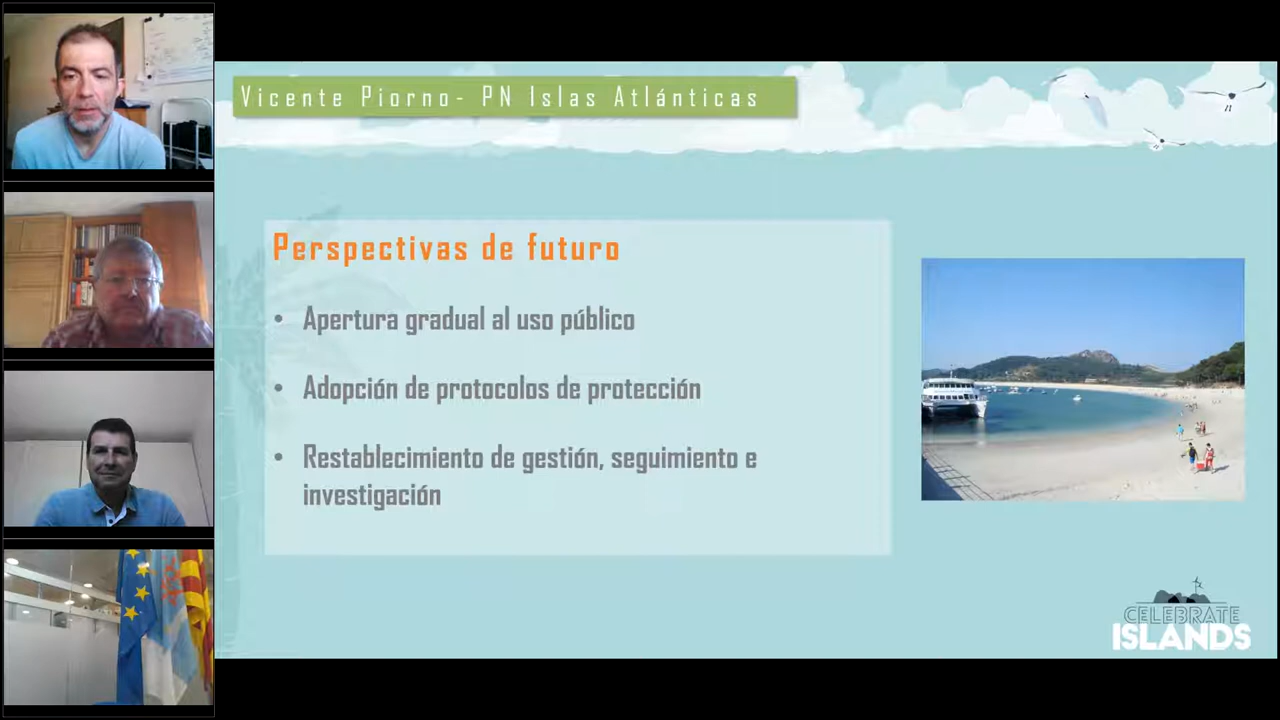 Vicente Piorno- PN Islas Atlánticas
Perspectivas de futuro
• Apertura gradual al uso público
• Adopción de protocolos de protección
• Restablecimiento de gestión, seguimiento e
investigación
CELEBRATE
ISLANDS